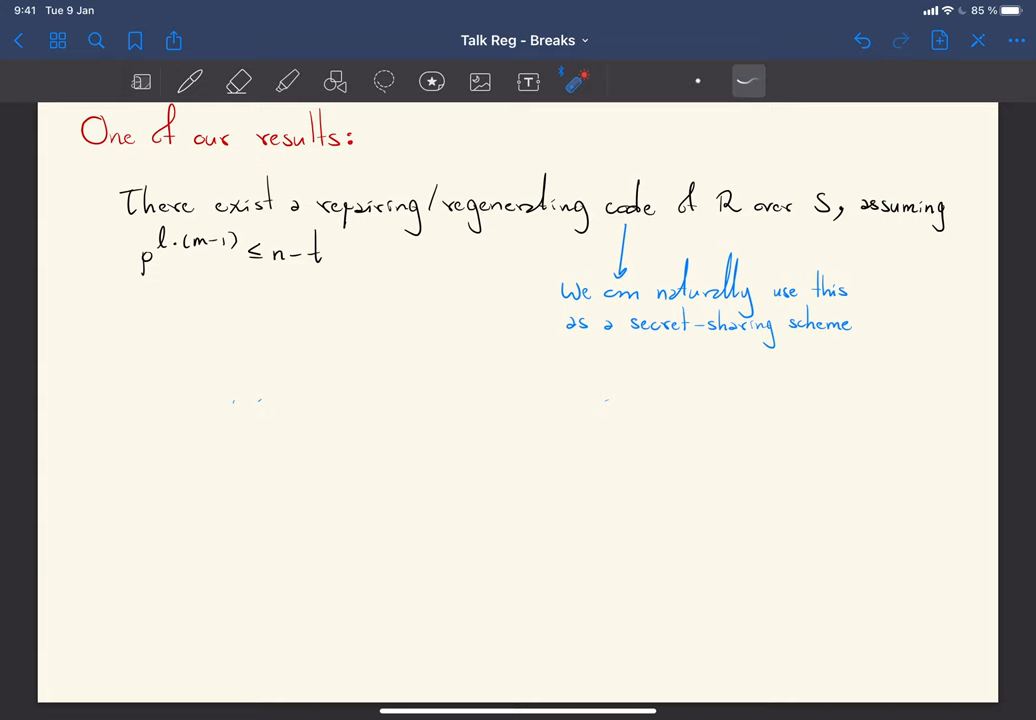 9:41 Tue 9 Jan
85 %
Talk Reg - Breaks
T
One of our results:
There exist a repairing/regenerating code of R over S, assuming
p^{l·(m-1)} ≤ n-t
We can naturally use this
as a secret-sharing scheme